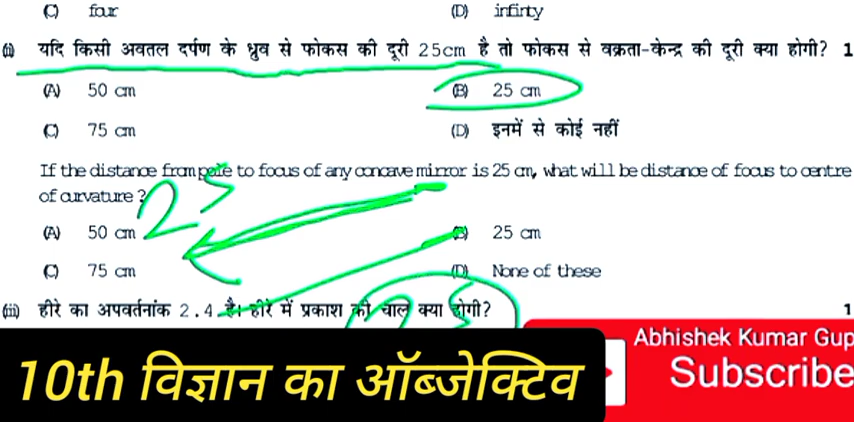 (C) four (D) infinty
(ii) यदि किसी अवतल दर्पण के ध्रुव से फोकस की दूरी 25cm है तो फोकस से वक्रता-केन्द्र की दूरी क्या होगी? 1
(A) 50 cm (B) 25 cm
(C) 75 cm (D) इनमें से कोई नहीं
If the distance from pole to focus of any concave mirror is 25 cm, what will be distance of focus to centre
of curvature ?
(A) 50 cm (B) 25 cm
(C) 75 cm (D) None of these
(iii) हीरे का अपवर्तनांक 2.4 है। हीरे में प्रकाश की चाल क्या होगी? 1
10th विज्ञान का ऑब्जेक्टिव
Abhishek Kumar Gup
Subscribe